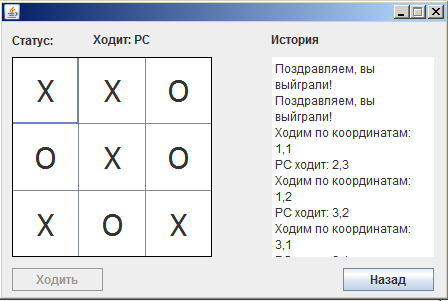 Статус: Ходит: PC История
X X O
O X O
X O X
Поздравляем, вы
выйграли!
Поздравляем, вы
выйграли!
Ходим по координатам:
1,1
PC ходит: 2,3
Ходим по координатам:
1,2
PC ходит: 3,2
Ходим по координатам:
3,1
Ходить Назад